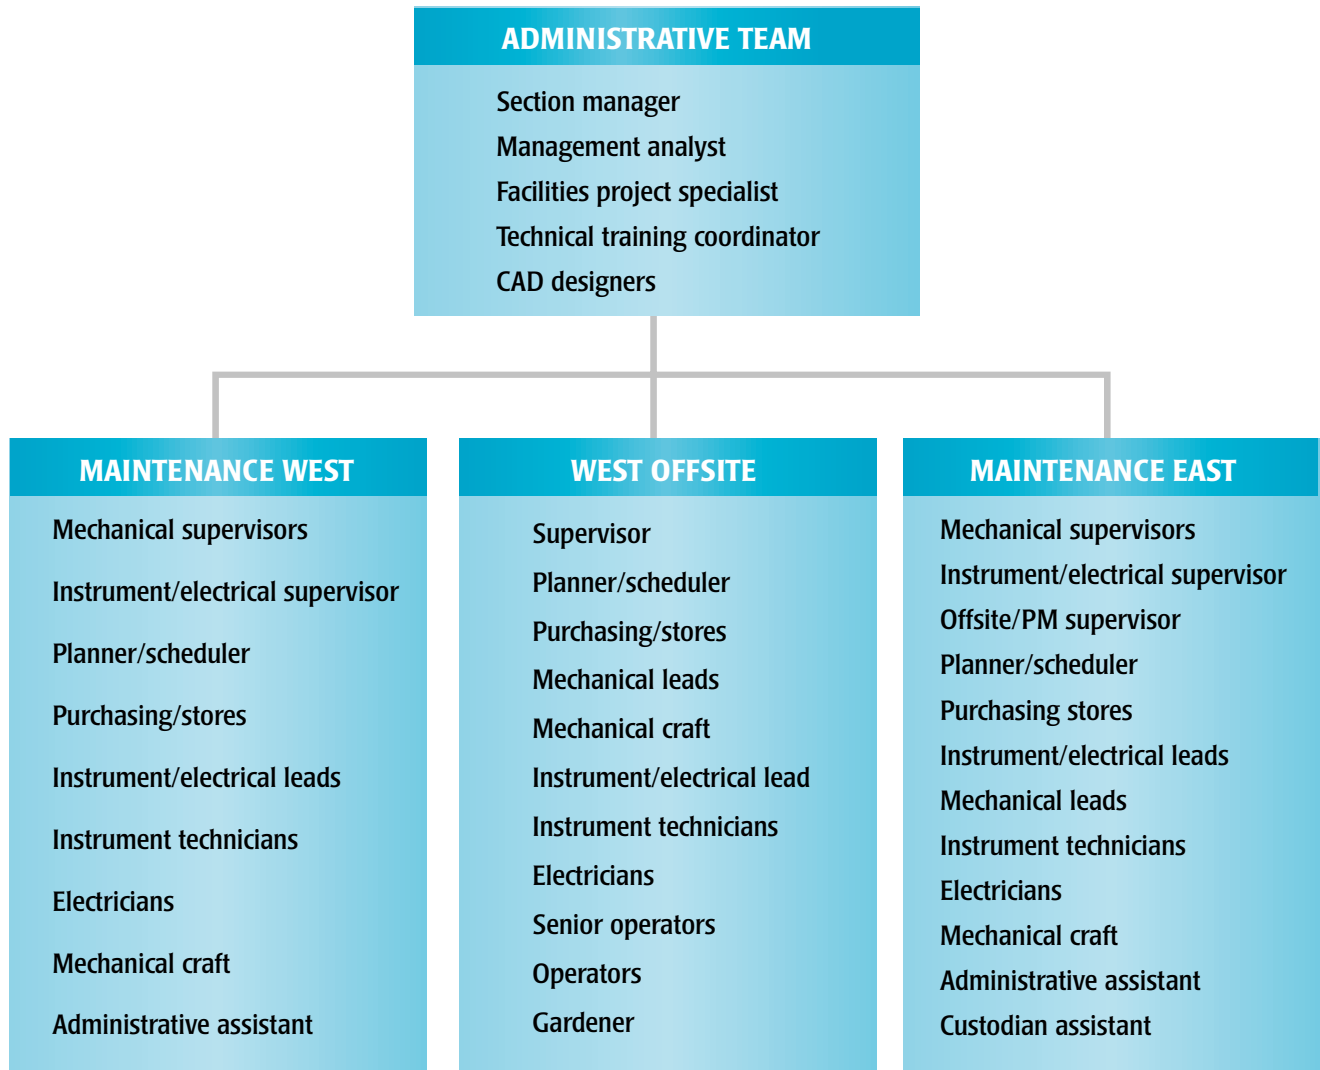 ADMINISTRATIVE TEAM
Section manager
Management analyst
Facilities project specialist
Technical training coordinator
CAD designers
MAINTENANCE WEST
Mechanical supervisors
Instrument/electrical supervisor
Planner/scheduler
Purchasing/stores
Instrument/electrical leads
Instrument technicians
Electricians
Mechanical craft
Administrative assistant
WEST OFFSITE
Supervisor
Planner/scheduler
Purchasing/stores
Mechanical leads
Mechanical craft
Instrument/electrical lead
Instrument technicians
Electricians
Senior operators
Operators
Gardener
MAINTENANCE EAST
Mechanical supervisors
Instrument/electrical supervisor
Offsite/PM supervisor
Planner/scheduler
Purchasing stores
Instrument/electrical leads
Mechanical leads
Instrument technicians
Electricians
Mechanical craft
Administrative assistant
Custodian assistant